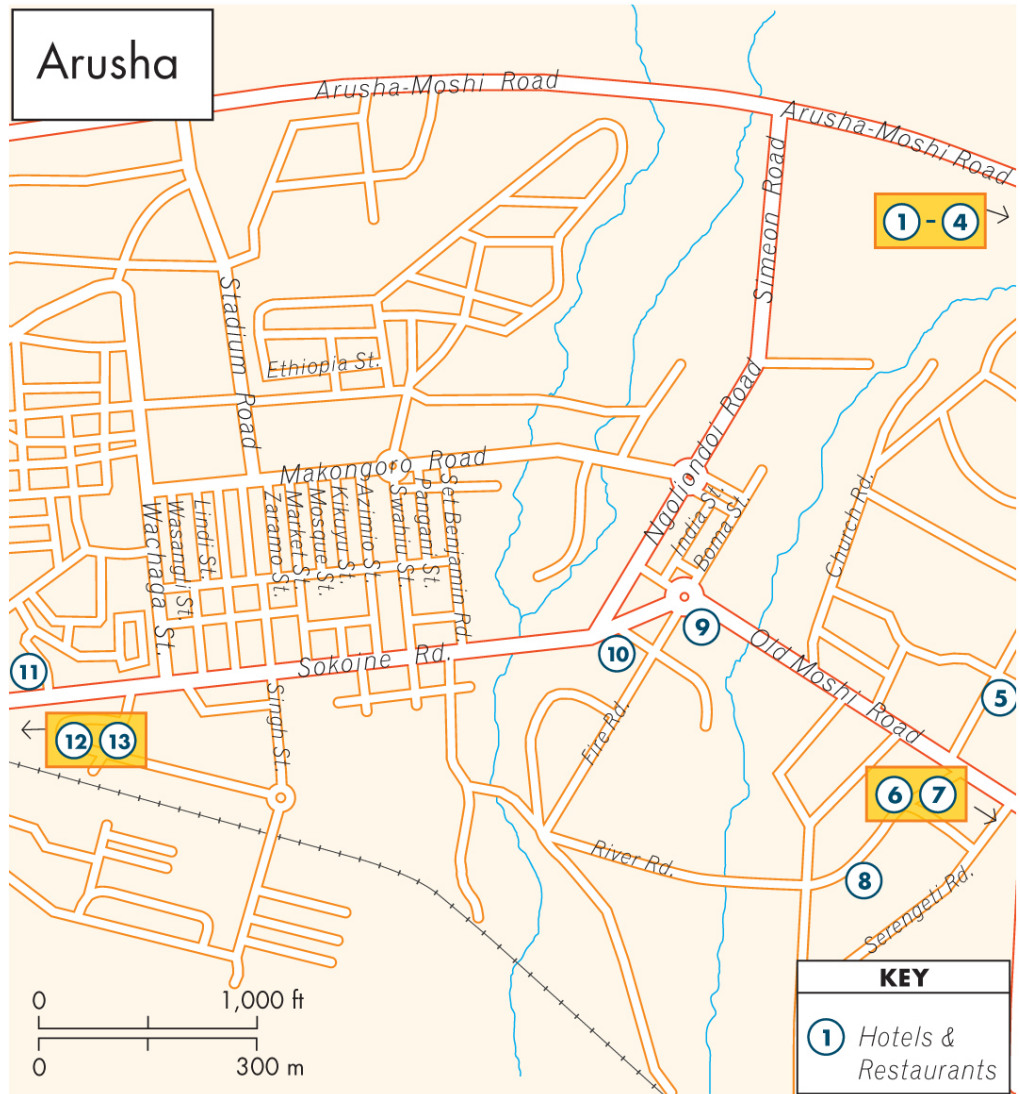 Arusha
Arusha-Moshi Road
Arusha-Moshi Road
1 - 4
Simeon Road
Stadium Road
Ethiopia St.
Ngoliondoi Road
Makongoro Road
India St.
Boma St.
Church Rd.
Wachaga St.
Wasangli St.
Lindi St.
Zaramo St.
Market St.
Mosque St.
Kikuyu St.
Azimio St.
Swahiu St.
Pangani St.
Ser Benjamin Rd.
9
10
Sokoine Rd.
Old Moshi Road
11
5
12 13
Singh St.
Fire Rd.
6 7
River Rd.
8
Serengeti Rd.
0 1,000 ft
0 300 m
KEY
1 Hotels &
Restaurants